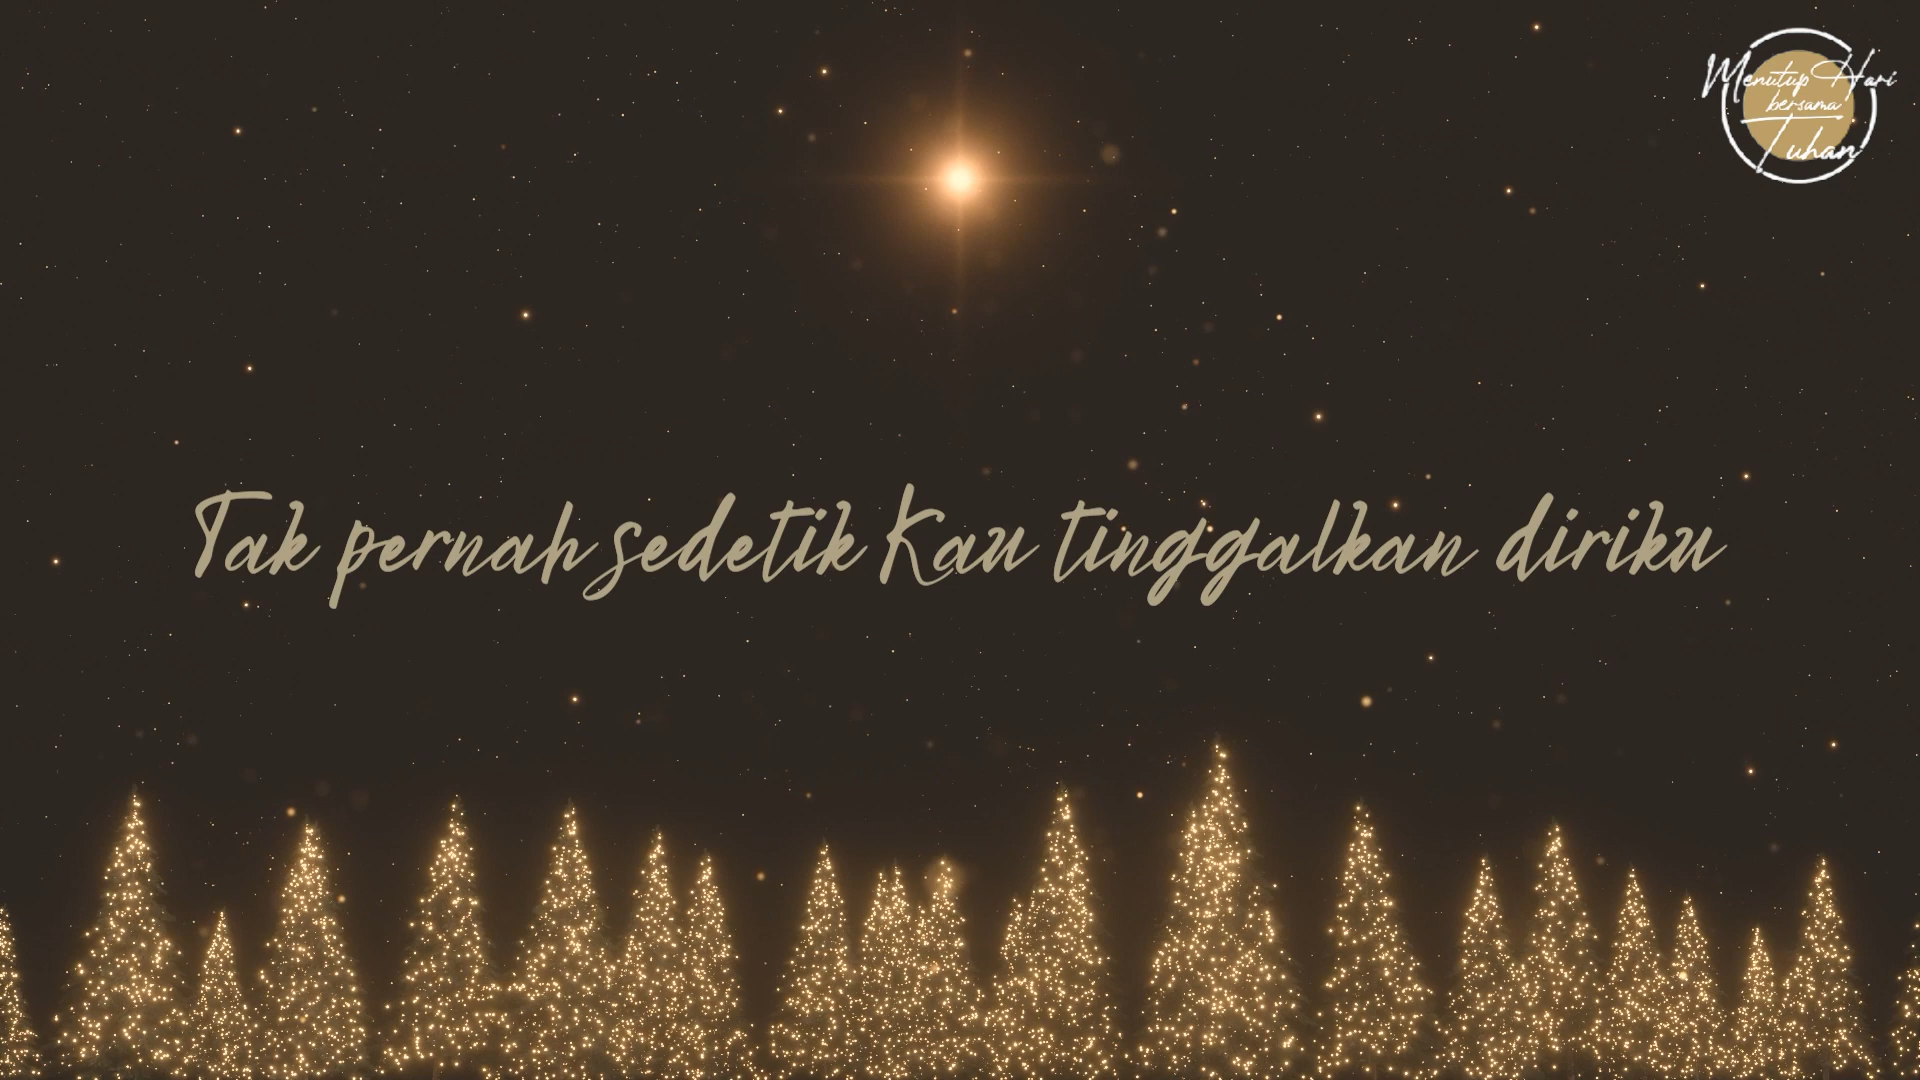 Menutup Hari
bersama
Tuhan
Tak pernah sedetik Kau tinggalkan diriku